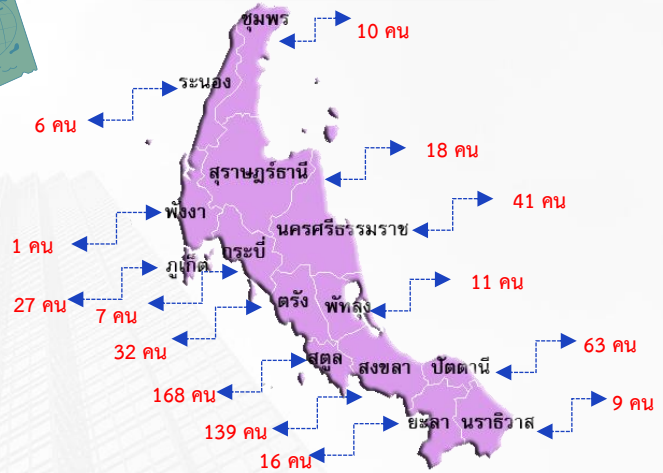 ชุมพร
10 คน
ระนอง
6 คน
18 คน
สุราษฎร์ธานี
41 คน
พังงา
นครศรีธรรมราช
1 คน
กระบี่
ภูเก็ต
11 คน
27 คน
7 คน
ตรัง
พัทลุง
32 คน
63 คน
สตูล
สงขลา
ปัตตานี
168 คน
9 คน
139 คน
ยะลา
นราธิวาส
16 คน